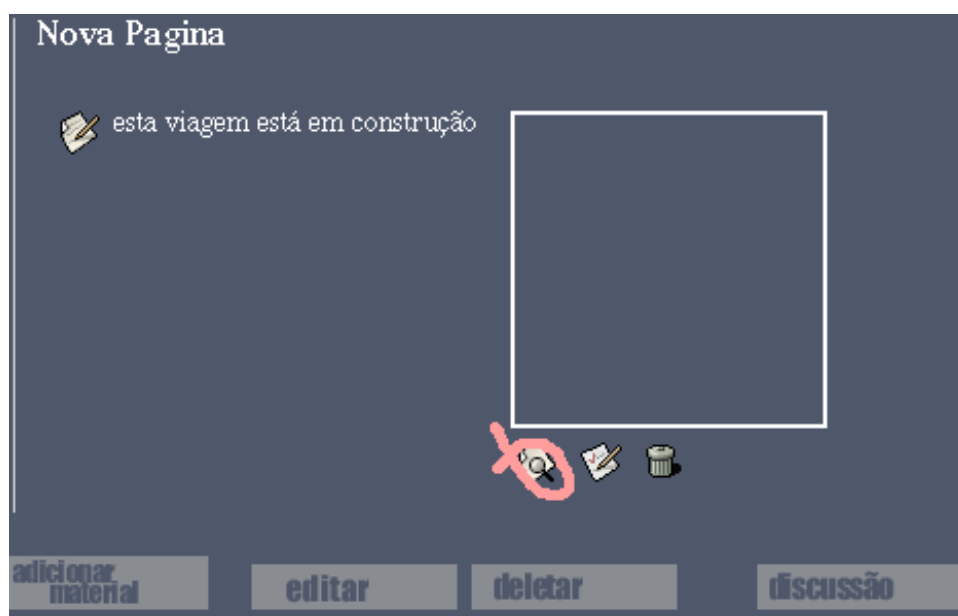 Nova Pagina
esta viagem está em construção
adicionar
material
editar
deletar
discussão